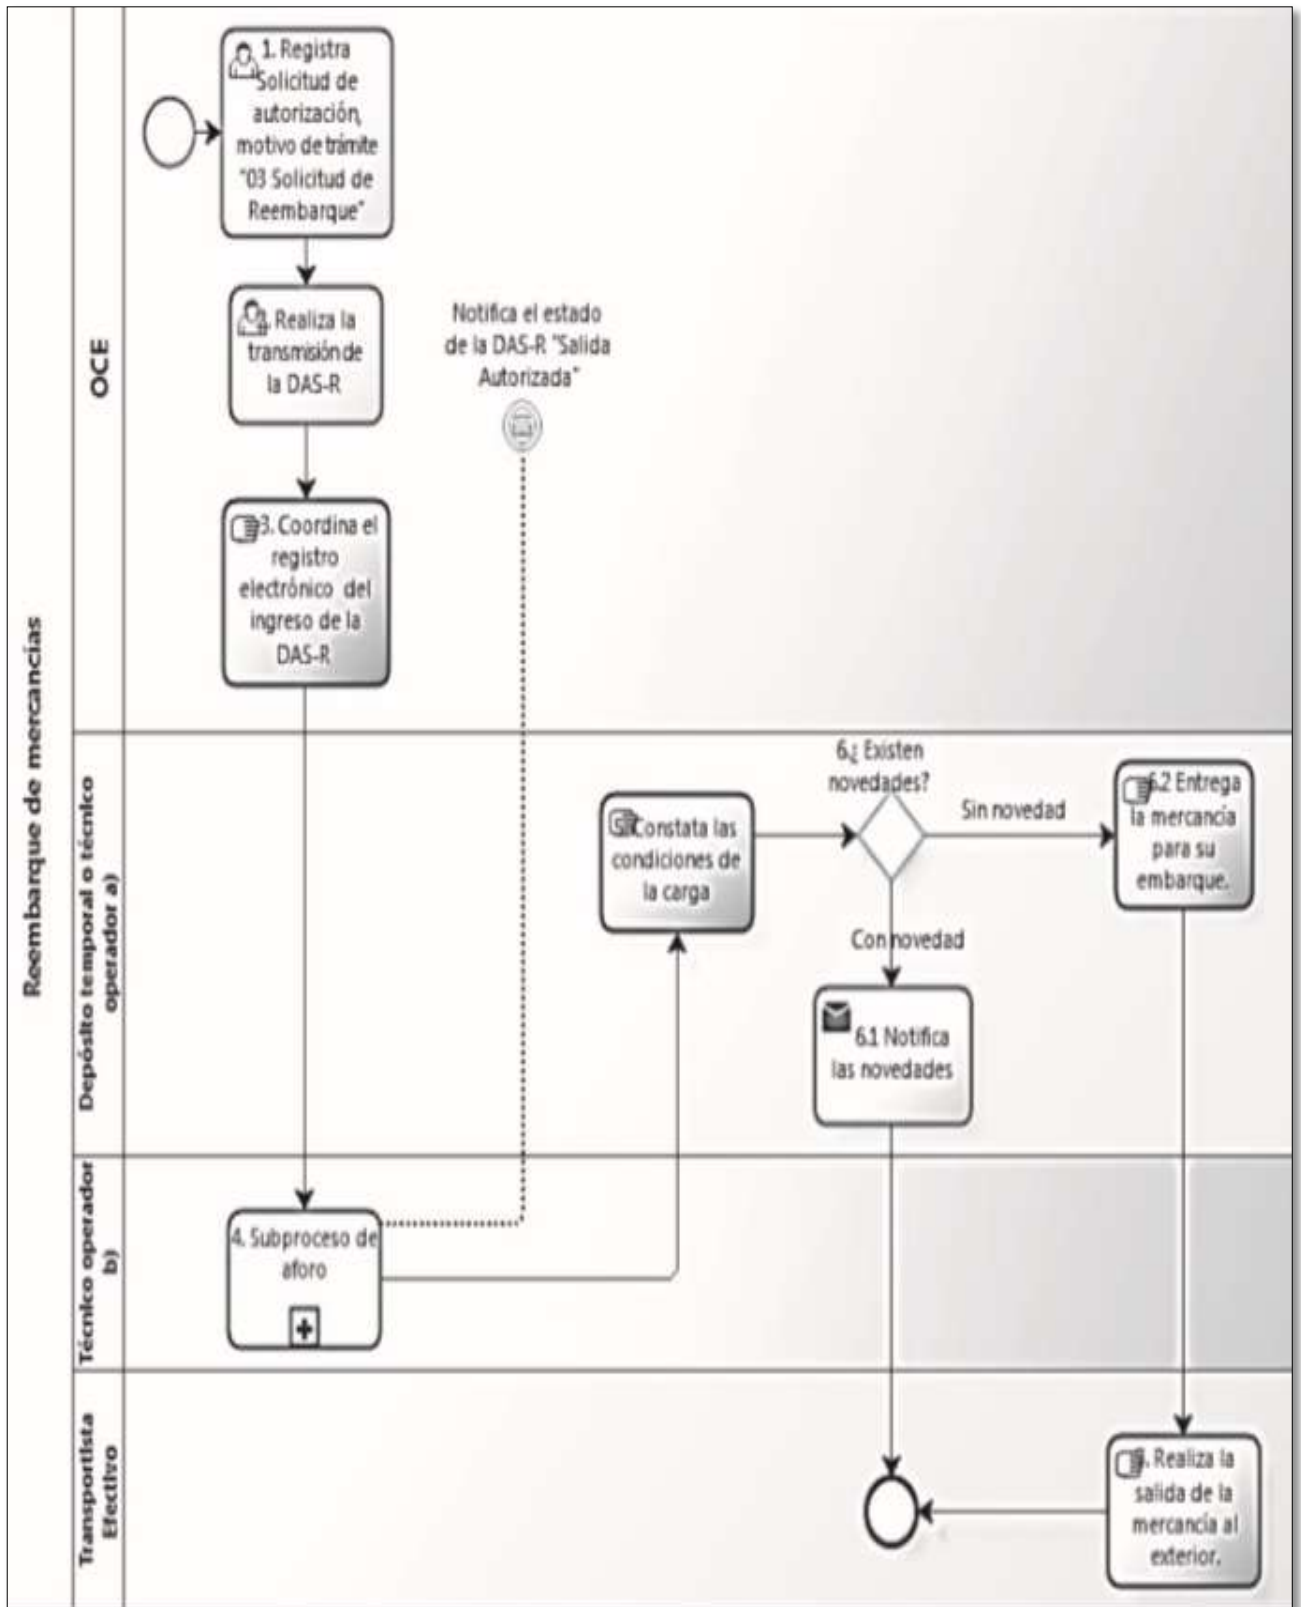 Reembarque de mercancías
OCE
1. Registra
Solicitud de
autorización,
motivo de trámite
"03 Solicitud de
Reembarque"
Realiza la
transmisión de
la DAS-R
3. Coordina el
registro
electrónico del
ingreso de la
DAS-R
Notifica el estado
de la DAS-R "Salida
Autorizada"
Depósito temporal o técnico
operador a)
5. Constata las
condiciones de
la carga
6.¿ Existen
novedades?
Sin novedad
Con novedad
6.2 Entrega
la mercancía
para su
embarque.
6.1 Notifica
las novedades
Técnico operador
b)
4. Subproceso de
aforo
Transportista
Efectivo
Realiza la
salida de la
mercancía al
exterior.